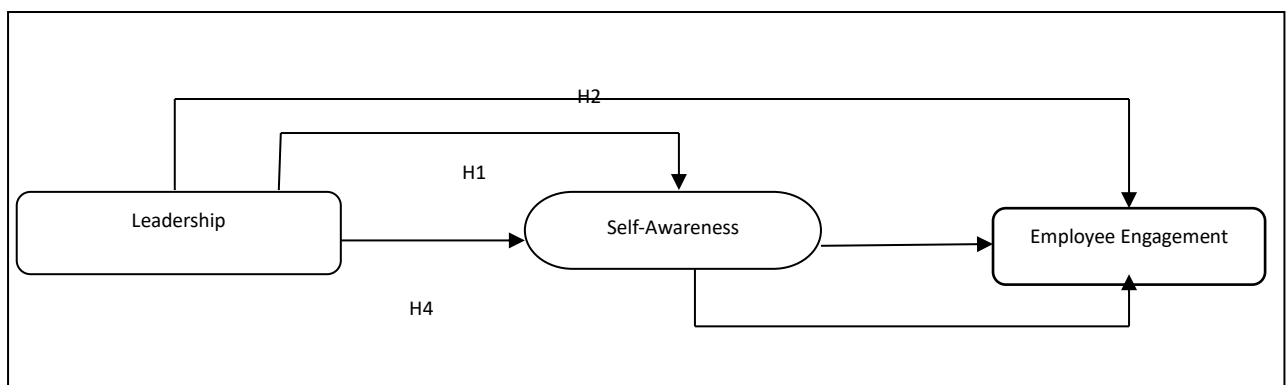 H2
H1
Leadership
Self-Awareness
Employee Engagement
H4